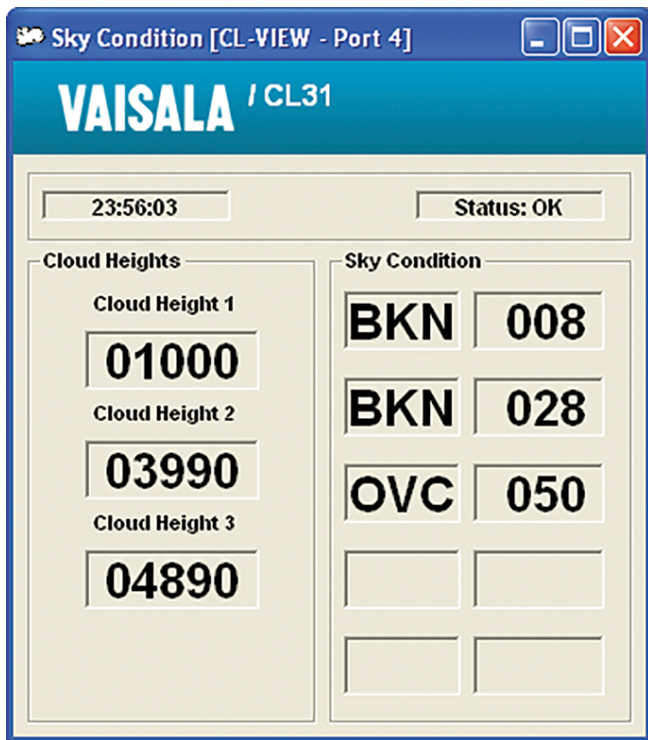 Sky Condition [CL-VIEW - Port 4]
VAISALA / CL31
23:56:03
Status: OK
Cloud Heights
Cloud Height 1
01000
Cloud Height 2
03990
Cloud Height 3
04890
Sky Condition
BKN 008
BKN 028
OVC 050